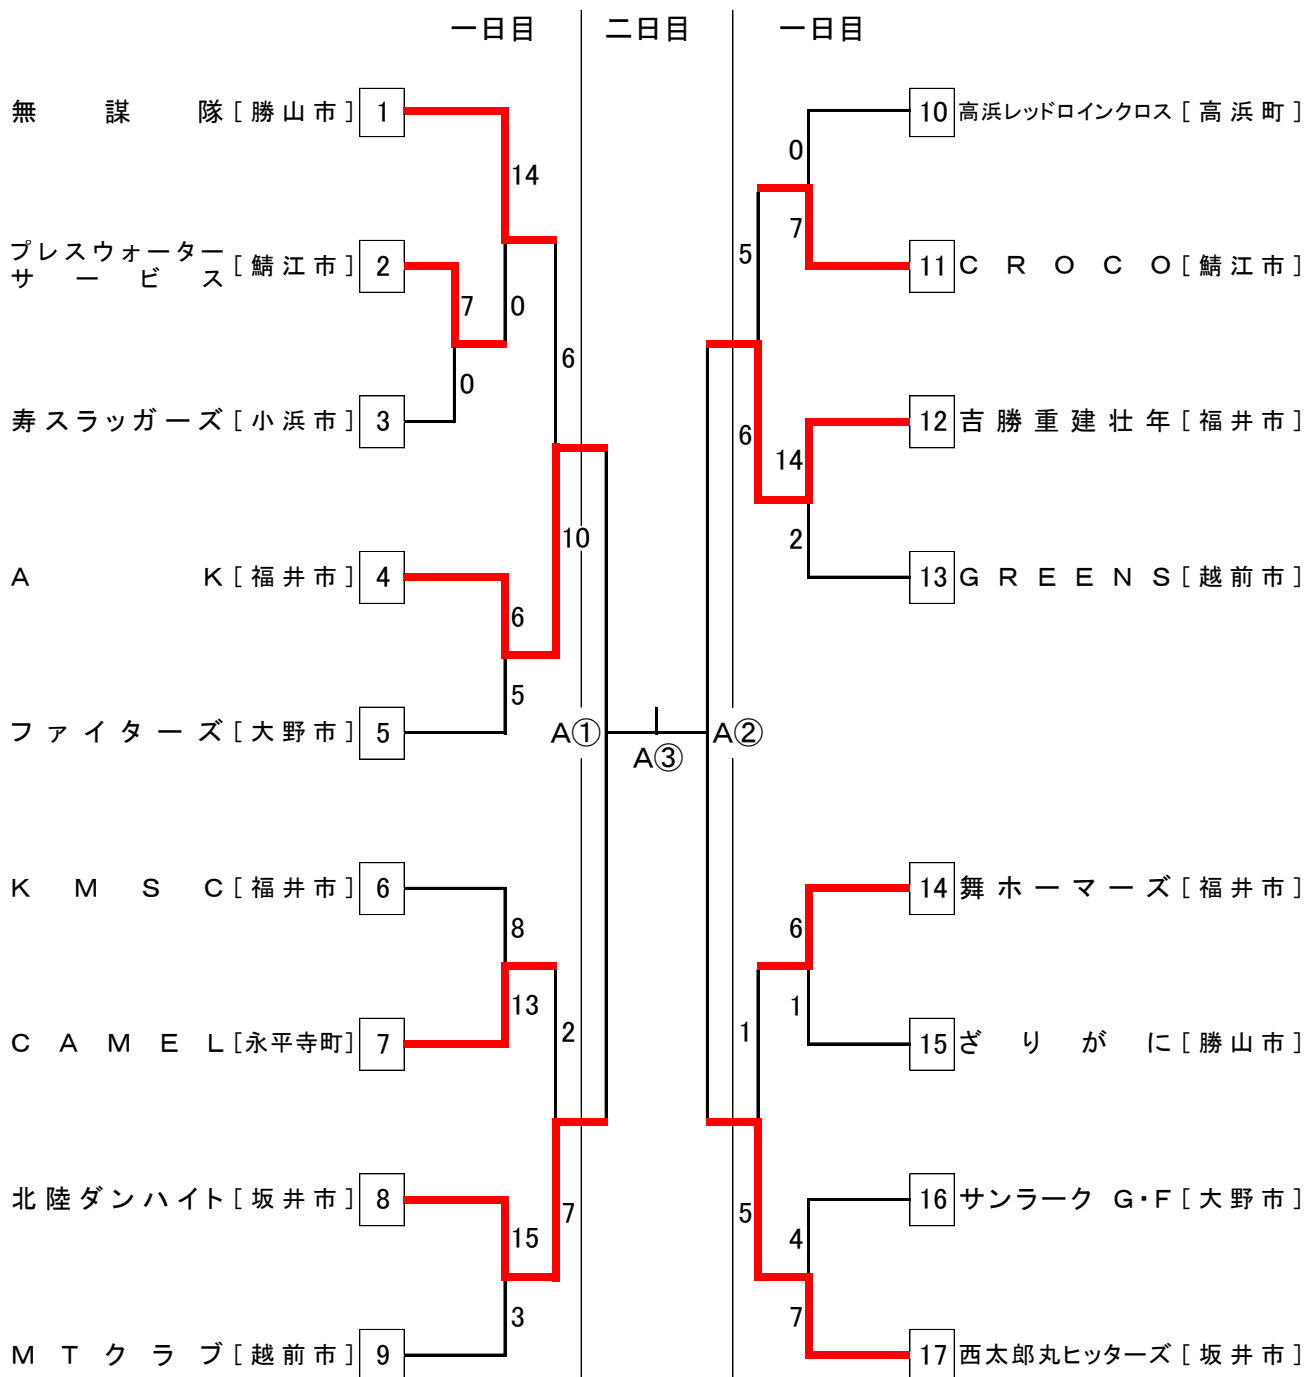 一日目 二日目 一日目
無謀隊 [勝山市] 1
10 高浜レッドロインクロス [高浜町]
0
14
7
5
プレスウォーター
サービス [鯖江市] 2
11 CROCO [鯖江市]
7
0
6
0
寿スラッガーズ [小浜市] 3
12 吉勝重建壮年 [福井市]
6
14
10
2
AK [福井市] 4
13 GREENS [越前市]
6
5
ファイターズ [大野市] 5
A① A②
A③
KMSC [福井市] 6
14 舞ホーマーズ [福井市]
8
6
13
1
2
1
CAMEL [永平寺町] 7
15 ざりがに [勝山市]
北陸ダンハイト [坂井市] 8
16 サンラーク G・F [大野市]
7
5
15
4
3
7
MTクラブ [越前市] 9
17 西太郎丸ヒッターズ [坂井市]